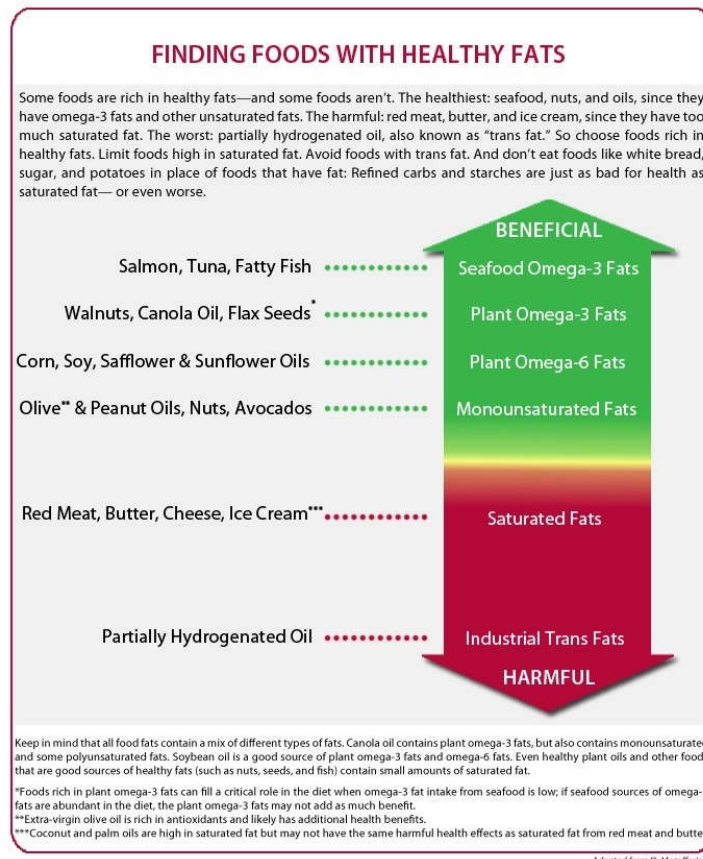 FINDING FOODS WITH HEALTHY FATS
Some foods are rich in healthy fats—and some foods aren't. The healthiest: seafood, nuts, and oils, since they
have omega-3 fats and other unsaturated fats. The harmful: red meat, butter, and ice cream, since they have too
much saturated fat. The worst: partially hydrogenated oil, also known as "trans fat." So choose foods rich in
healthy fats. Limit foods high in saturated fat. Avoid foods with trans fat. And don't eat foods like white bread,
sugar, and potatoes in place of foods that have fat: Refined carbs and starches are just as bad for health as
saturated fat— or even worse.
BENEFICIAL
Salmon, Tuna, Fatty Fish Seafood Omega-3 Fats
Walnuts, Canola Oil, Flax Seeds* Plant Omega-3 Fats
Corn, Soy, Safflower & Sunflower Oils Plant Omega-6 Fats
Olive** & Peanut Oils, Nuts, Avocados Monounsaturated Fats
Red Meat, Butter, Cheese, Ice Cream*** Saturated Fats
Partially Hydrogenated Oil Industrial Trans Fats
HARMFUL
Keep in mind that all food fats contain a mix of different types of fats. Canola oil contains plant omega-3 fats, but also contains monounsaturate
and some polyunsaturated fats. Soybean oil is a good source of plant omega-3 fats and omega-6 fats. Even healthy plant oils and other food
that are good sources of healthy fats (such as nuts, seeds, and fish) contain small amounts of saturated fat.
*Foods rich in plant omega-3 fats can fill a critical role in the diet when omega-3 fat intake from seafood is low; if seafood sources of omega-
fats are abundant in the diet, the plant omega-3 fats may not add as much benefit.
**Extra-virgin olive oil is rich in antioxidants and likely has additional health benefits.
***Coconut and palm oils are high in saturated fat but may not have the same harmful health effects as saturated fat from red meat and butte